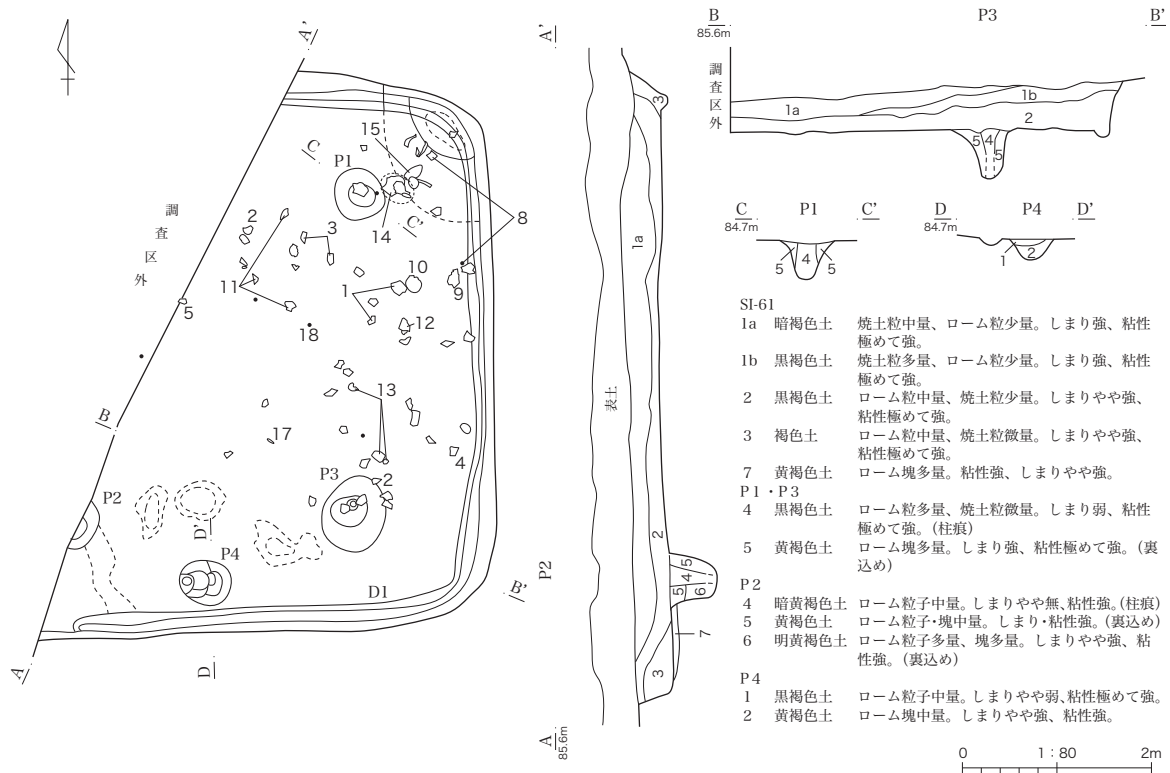 A'
調
査
区
外
15
C
P1
2
3
14
C'
8
11
1
10
9
5
18
12
13
B
17
4
P3
2
P2
D'
P4
D1
B'
A
D
A'
3
1a
表土
2
5
4
5
6
7
3
P2
A
85.6m
B
85.6m
P3
B'
調
査
区
外
1a
1b
2
5
4
5
C
84.7m
P1
C'
5
4
5
D
84.7m
P4
D'
1
2
SI-61
1a 暗褐色土 焼土粒中量、ローム粒少量。しまり強、粘性
極めて強。
1b 黒褐色土 焼土粒多量、ローム粒少量。しまり強、粘性
極めて強。
2 黒褐色土 ローム粒中量、焼土粒少量。しまりやや強、
粘性極めて強。
3 褐色土 ローム粒中量、焼土粒微量。しまりやや強、
粘性極めて強。
7 黄褐色土 ローム塊多量。粘性強、しまりやや強。
P1・P3
4 黒褐色土 ローム粒多量、焼土粒微量。しまり弱、粘性
極めて強。(柱痕)
5 黄褐色土 ローム塊多量。しまり強、粘性極めて強。(裏
込め)
P2
4 暗黄褐色土 ローム粒子中量。しまりやや無、粘性強。(柱痕)
5 黄褐色土 ローム粒子・塊中量。しまり・粘性強。(裏込め)
6 明黄褐色土 ローム粒子多量、塊多量。しまりやや強、粘
性強。(裏込め)
P4
1 黒褐色土 ローム粒子中量。しまりやや弱、粘性極めて強。
2 黄褐色土 ローム塊中量。しまりやや強、粘性強。
0 1:80 2m